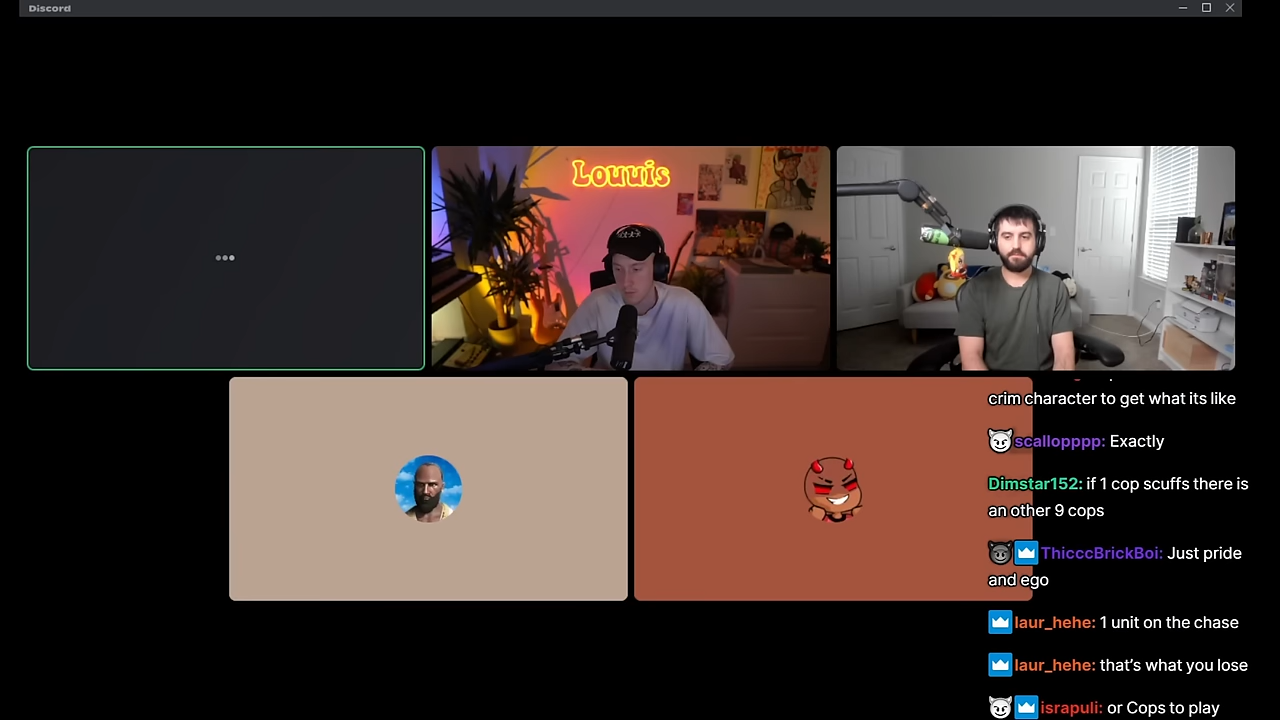 Discord
Louuis
crim character to get what its like
scallopppp: Exactly
Dimstar152: if 1 cop scuffs there is
an other 9 cops
ThicccBrickBoi: Just pride
and ego
laur_hehe: 1 unit on the chase
laur_hehe: that's what you lose
israpuli: or Cops to play